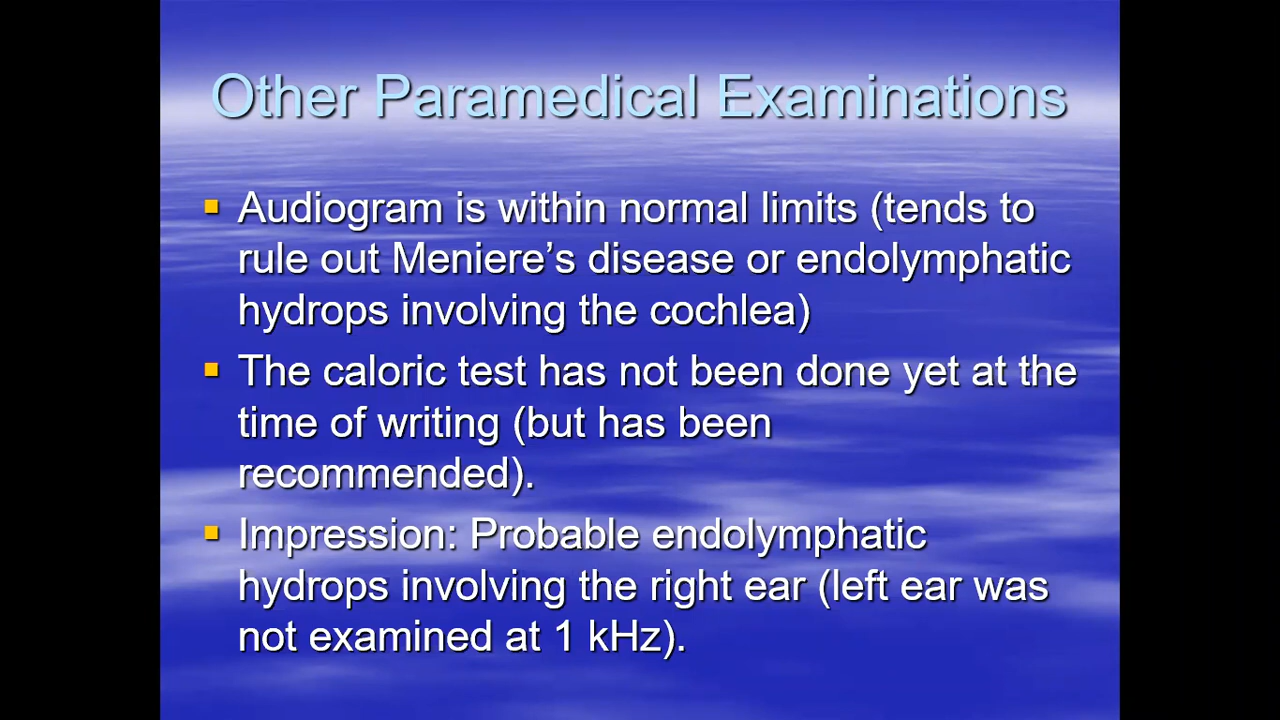 Other Paramedical Examinations
Audiogram is within normal limits (tends to
rule out Meniere’s disease or endolymphatic
hydrops involving the cochlea)
The caloric test has not been done yet at the
time of writing (but has been
recommended).
Impression: Probable endolymphatic
hydrops involving the right ear (left ear was
not examined at 1 kHz).